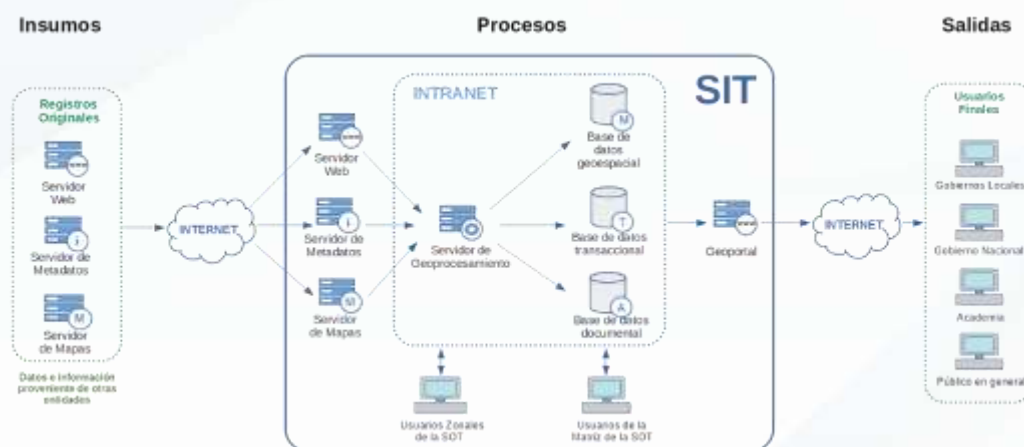 Insumos
Procesos
Salidas
Registros
Originales
Servidor
Web
Servidor de
Metadatos
Servidor
de Mapas
Datos e información
proveniente de otras
entidades
INTERNET
SIT
Servidor
Web
Servidor de
Metadatos
Servidor
de Mapas
INTRANET
Servidor de
Geoprocesamiento
Base de
datos
geoespacial
Base de datos
transaccional
Base de datos
documental
Usuarios Zonales
de la SOT
Usuarios de la
Matriz de la SOT
Geoportal
INTERNET
Usuarios
Finales
Gobiernos Locales
Gobierno Nacional
Academia
Público en general